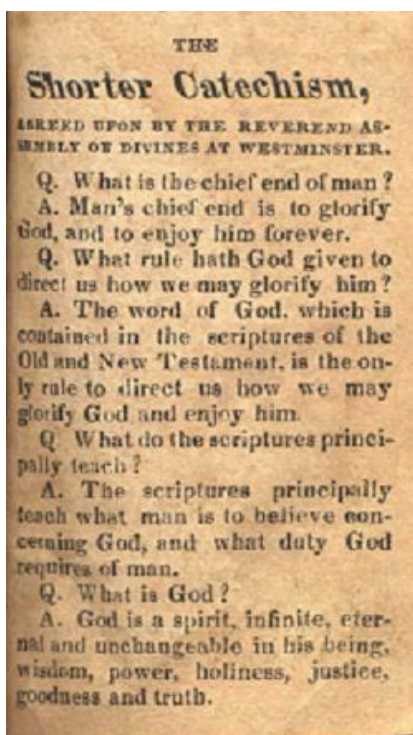 THE
Shorter Catechism,
AGREED UPON BY THE REVEREND AS-
SEMBLY OF DIVINES AT WESTMINSTER.
Q. What is the chief end of man?
A. Man's chief end is to glorify
God, and to enjoy him forever.
Q. What rule hath God given to
direct us how we may glorify him?
A. The word of God, which is
contained in the scriptures of the
Old and New Testament, is the on-
ly rule to direct us how we may
glorify God and enjoy him.
Q What do the scriptures princi-
pally teach?
A. The scriptures principally
teach what man is to believe con-
cerning God, and what duty God
requires of man.
Q. What is God?
A. God is a spirit, infinite, eter-
nal and unchangeable in his being,
wisdom, power, holiness, justice,
goodness and truth.